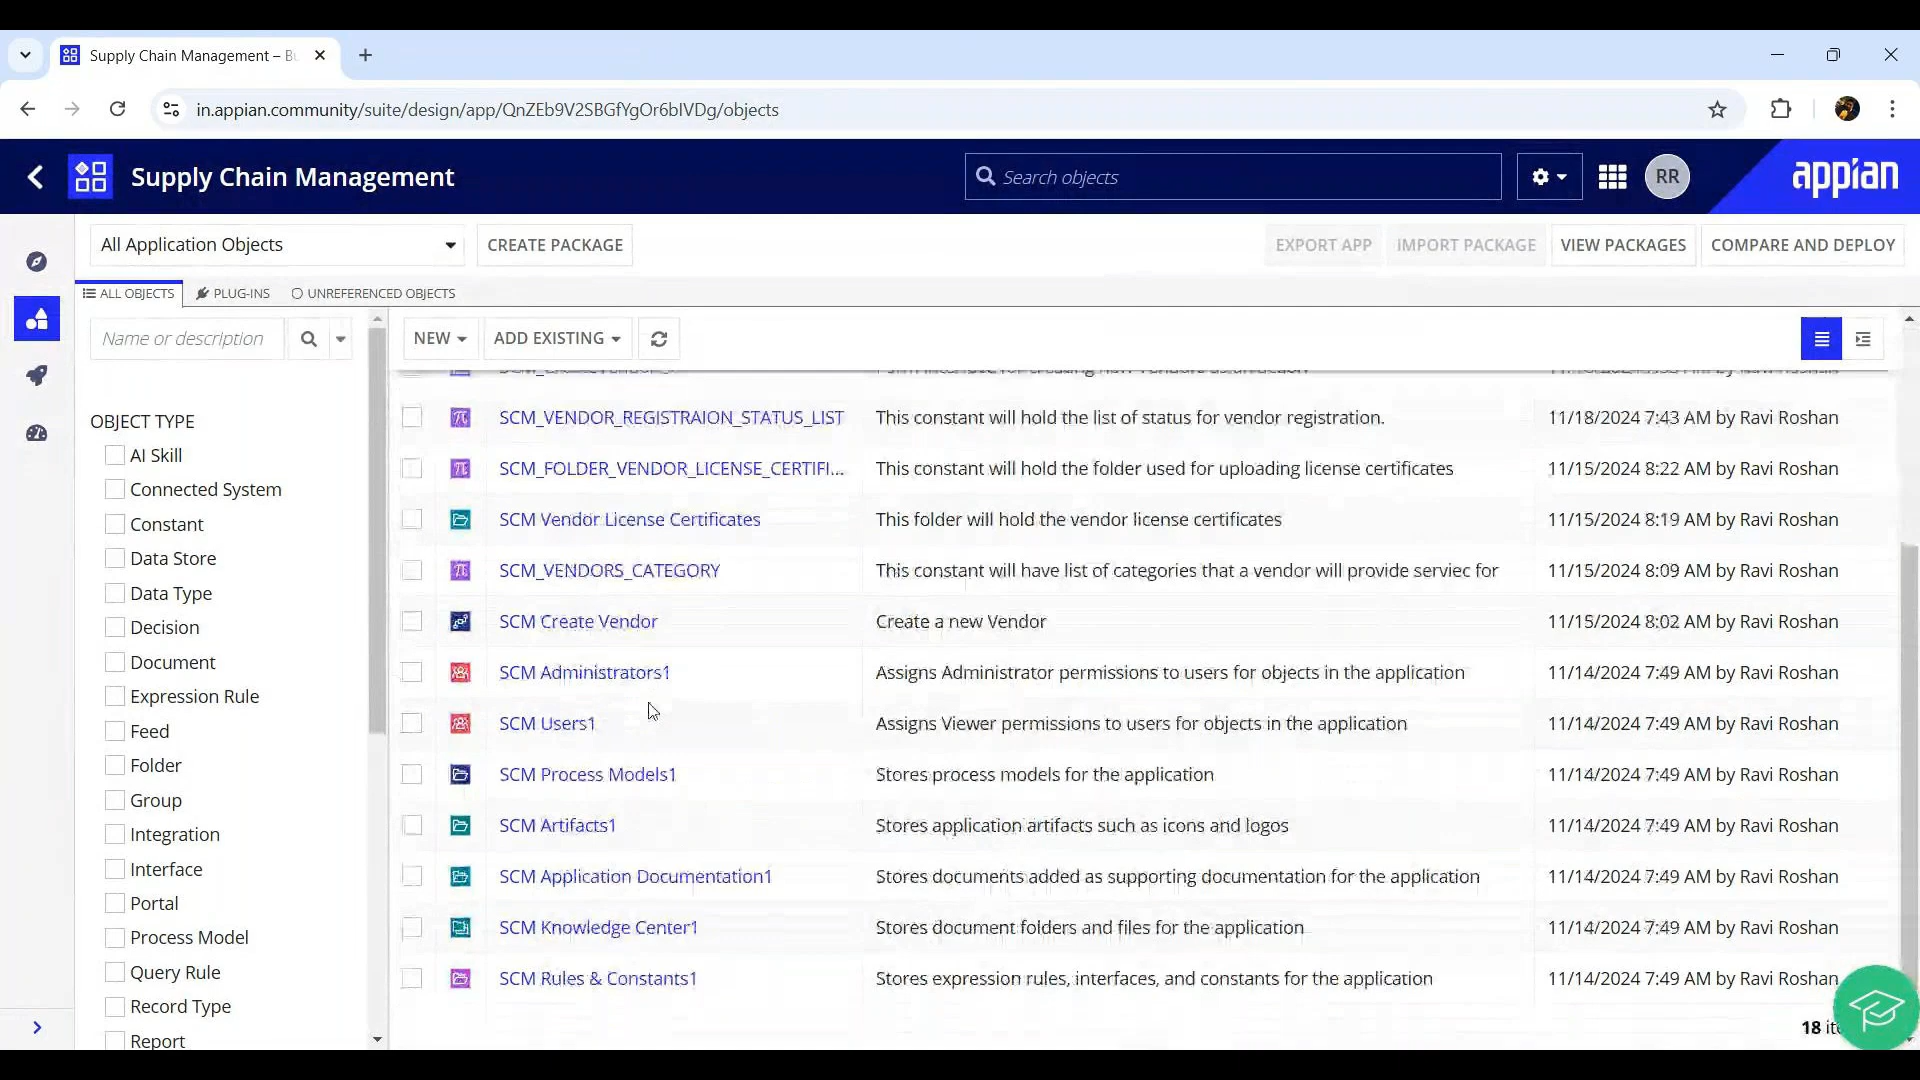 Supply Chain Management – Bu
in.appian.community/suite/design/app/QnZEb9V2SBGfYgOr6bIVDg/objects
Supply Chain Management
Search objects
RR
appian
All Application Objects
CREATE PACKAGE
EXPORT APP
IMPORT PACKAGE
VIEW PACKAGES
COMPARE AND DEPLOY
ALL OBJECTS
PLUG-INS
UNREFERENCED OBJECTS
Name or description
NEW
ADD EXISTING
OBJECT TYPE
AI Skill
Connected System
Constant
Data Store
Data Type
Decision
Document
Expression Rule
Feed
Folder
Group
Integration
Interface
Portal
Process Model
Query Rule
Record Type
Report
SCM_VENDOR_REGISTRAION_STATUS_LIST This constant will hold the list of status for vendor registration. 11/18/2024 7:43 AM by Ravi Roshan
SCM_FOLDER_VENDOR_LICENSE_CERTIFI... This constant will hold the folder used for uploading license certificates 11/15/2024 8:22 AM by Ravi Roshan
SCM Vendor License Certificates This folder will hold the vendor license certificates 11/15/2024 8:19 AM by Ravi Roshan
SCM_VENDORS_CATEGORY This constant will have list of categories that a vendor will provide serviec for 11/15/2024 8:09 AM by Ravi Roshan
SCM Create Vendor Create a new Vendor 11/15/2024 8:02 AM by Ravi Roshan
SCM Administrators1 Assigns Administrator permissions to users for objects in the application 11/14/2024 7:49 AM by Ravi Roshan
SCM Users1 Assigns Viewer permissions to users for objects in the application 11/14/2024 7:49 AM by Ravi Roshan
SCM Process Models1 Stores process models for the application 11/14/2024 7:49 AM by Ravi Roshan
SCM Artifacts1 Stores application artifacts such as icons and logos 11/14/2024 7:49 AM by Ravi Roshan
SCM Application Documentation1 Stores documents added as supporting documentation for the application 11/14/2024 7:49 AM by Ravi Roshan
SCM Knowledge Center1 Stores document folders and files for the application 11/14/2024 7:49 AM by Ravi Roshan
SCM Rules & Constants1 Stores expression rules, interfaces, and constants for the application 11/14/2024 7:49 AM by Ravi Roshan
18